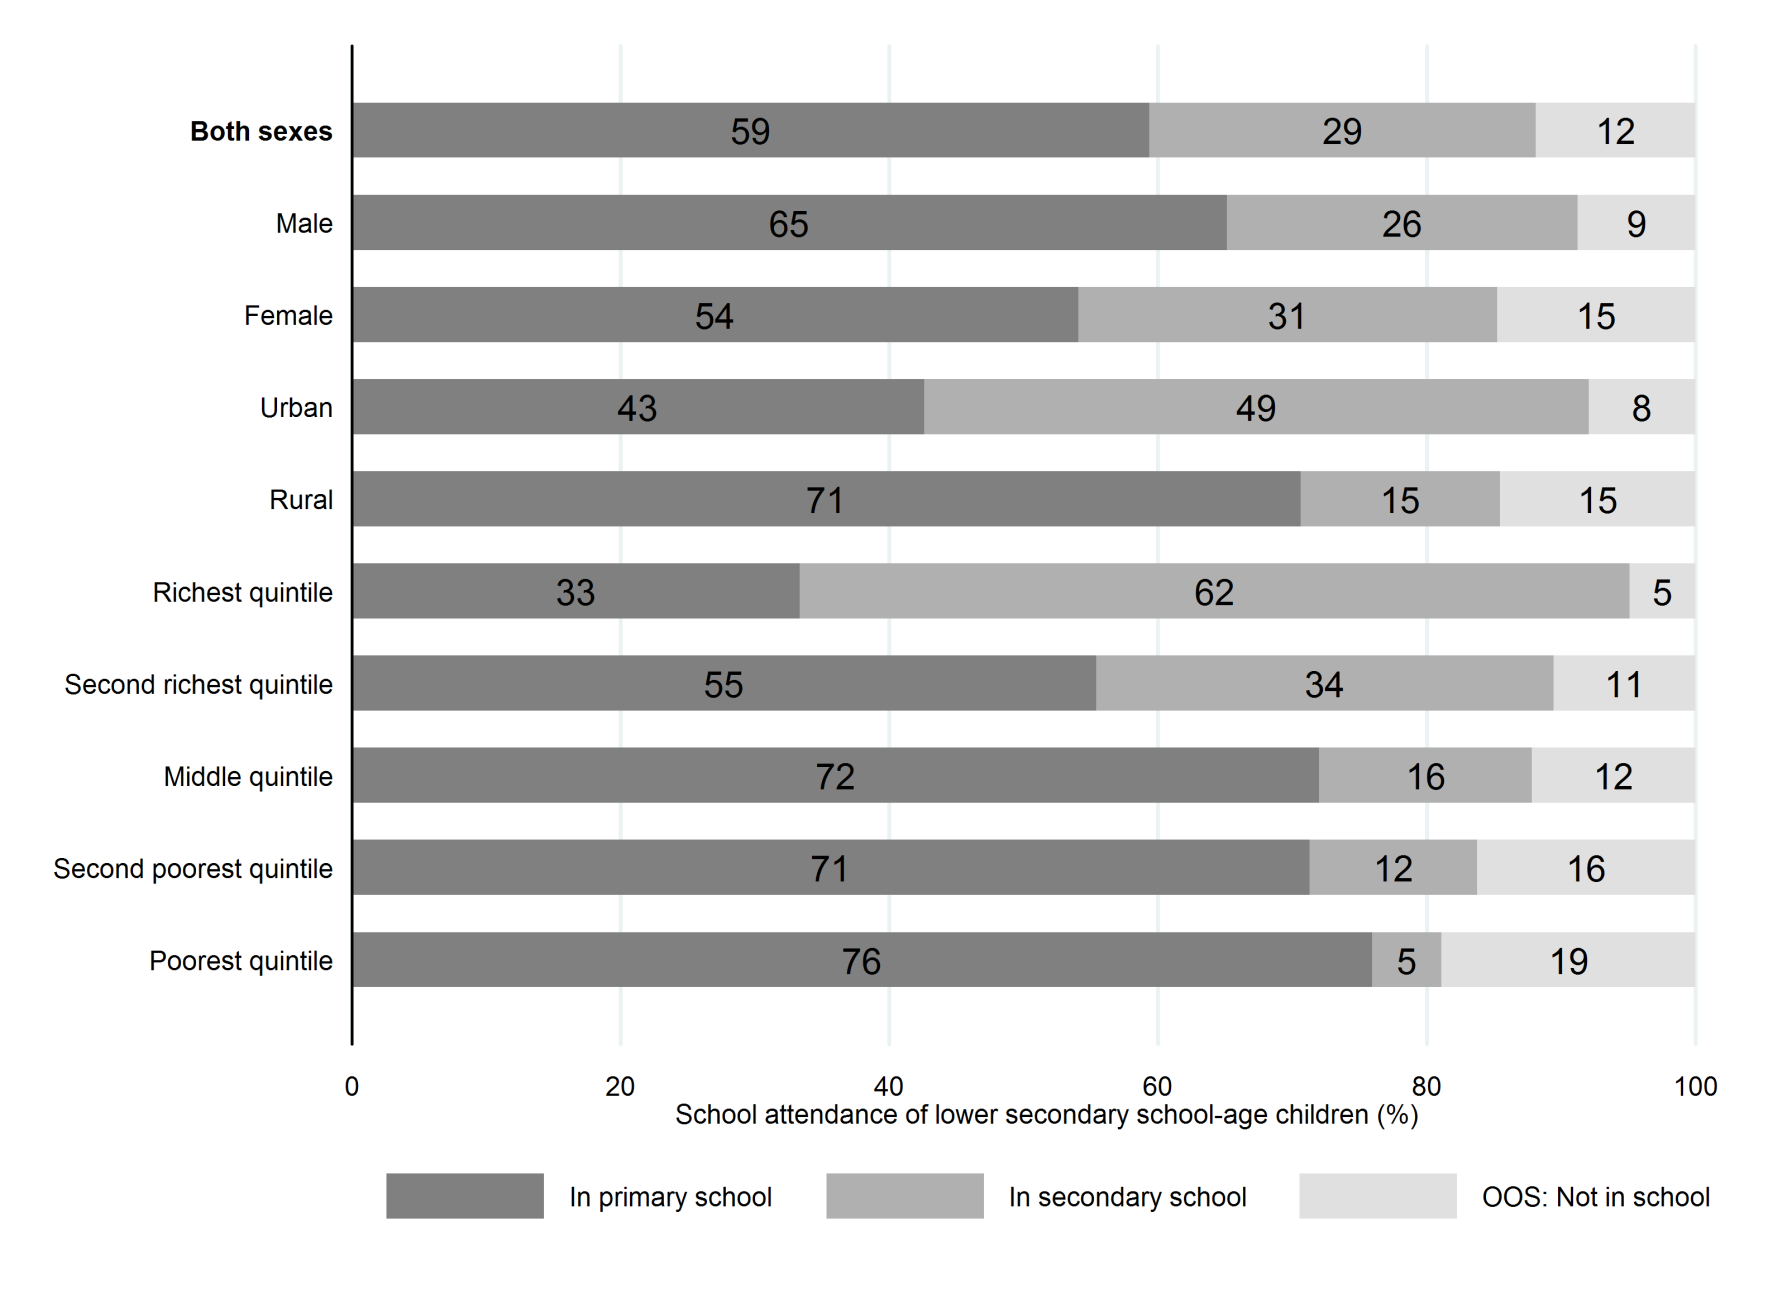 Both sexes 59 29 12
Male 65 26 9
Female 54 31 15
Urban 43 49 8
Rural 71 15 15
Richest quintile 33 62 5
Second richest quintile 55 34 11
Middle quintile 72 16 12
Second poorest quintile 71 12 16
Poorest quintile 76 5 19
0 20 40 60 80 100
School attendance of lower secondary school-age children (%)
In primary school In secondary school OOS: Not in school